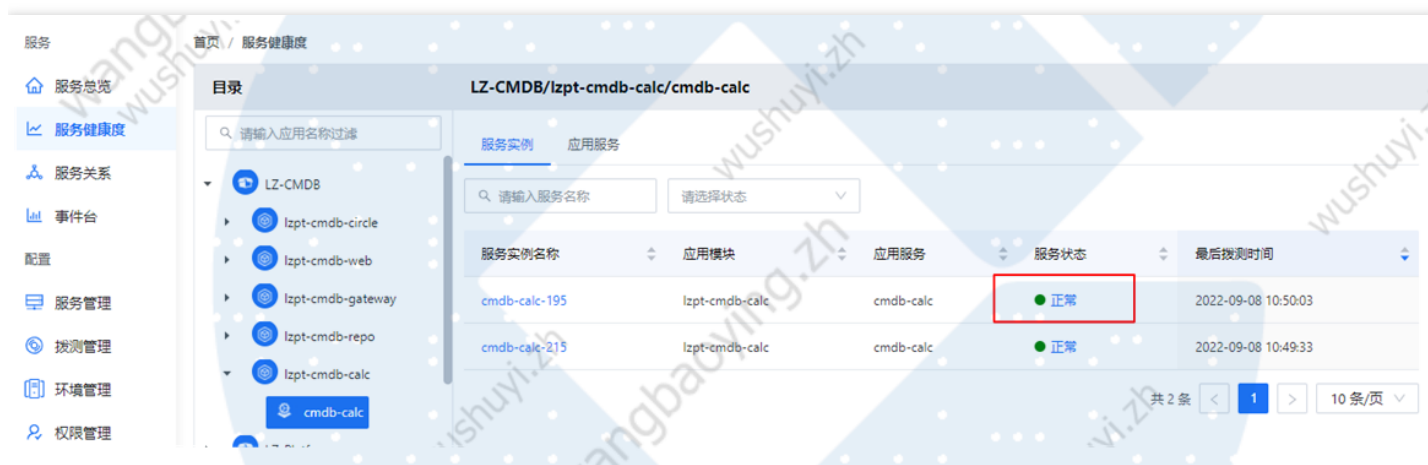 服务
服务总览
服务健康度
服务关系
事件台
配置
服务管理
拨测管理
环境管理
权限管理
首页 / 服务健康度
目录
请输入应用名称过滤
LZ-CMDB
lzpt-cmdb-circle
lzpt-cmdb-web
lzpt-cmdb-gateway
lzpt-cmdb-repo
lzpt-cmdb-calc
cmdb-calc
LZ-CMDB/lzpt-cmdb-calc/cmdb-calc
服务实例 应用服务
请输入服务名称 请选择状态
服务实例名称 应用模块 应用服务 服务状态 最后拨测时间
cmdb-calc-195 lzpt-cmdb-calc cmdb-calc 正常 2022-09-08 10:50:03
cmdb-calc-215 lzpt-cmdb-calc cmdb-calc 正常 2022-09-08 10:49:33
共 2 条 < 1 > 10 条/页
wushuyi.zh
wangbaoying.zh
wushuyi.zh